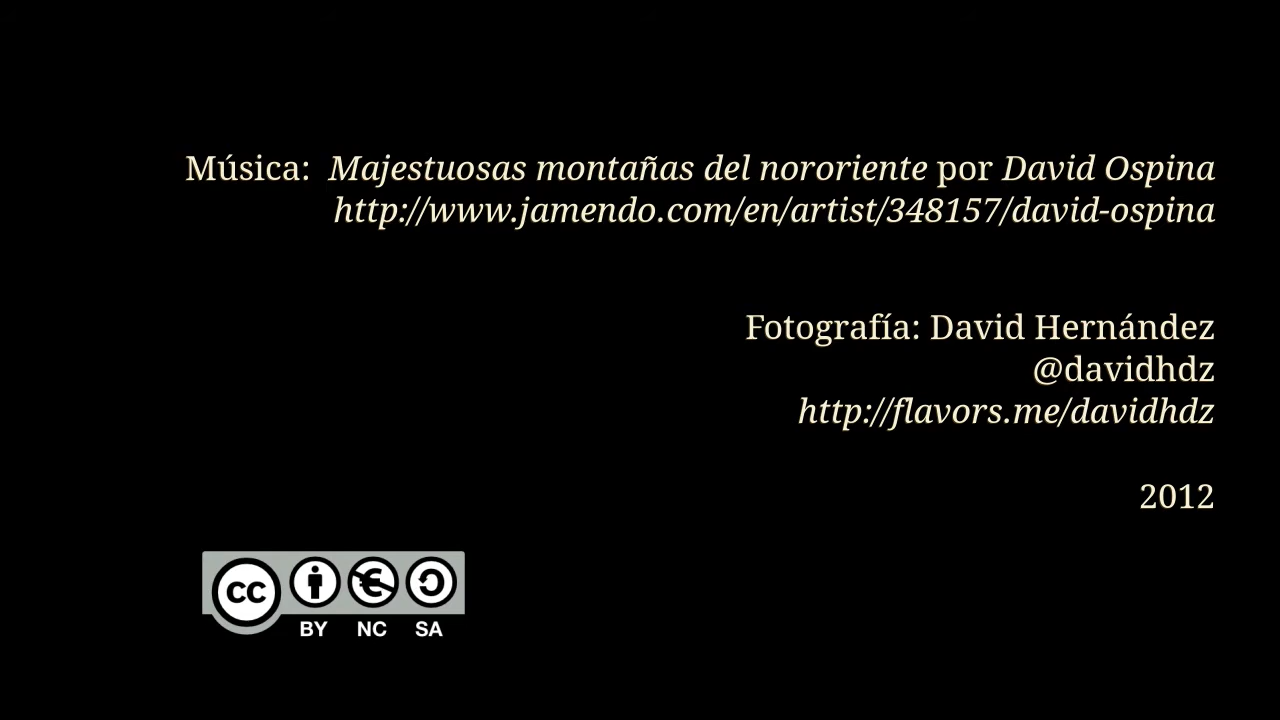 Música: Majestuosas montañas del nororiente por David Ospina
http://www.jamendo.com/en/artist/348157/david-ospina
Fotografía: David Hernández
@davidhdz
http://flavors.me/davidhdz
2012
cc
BY NC SA